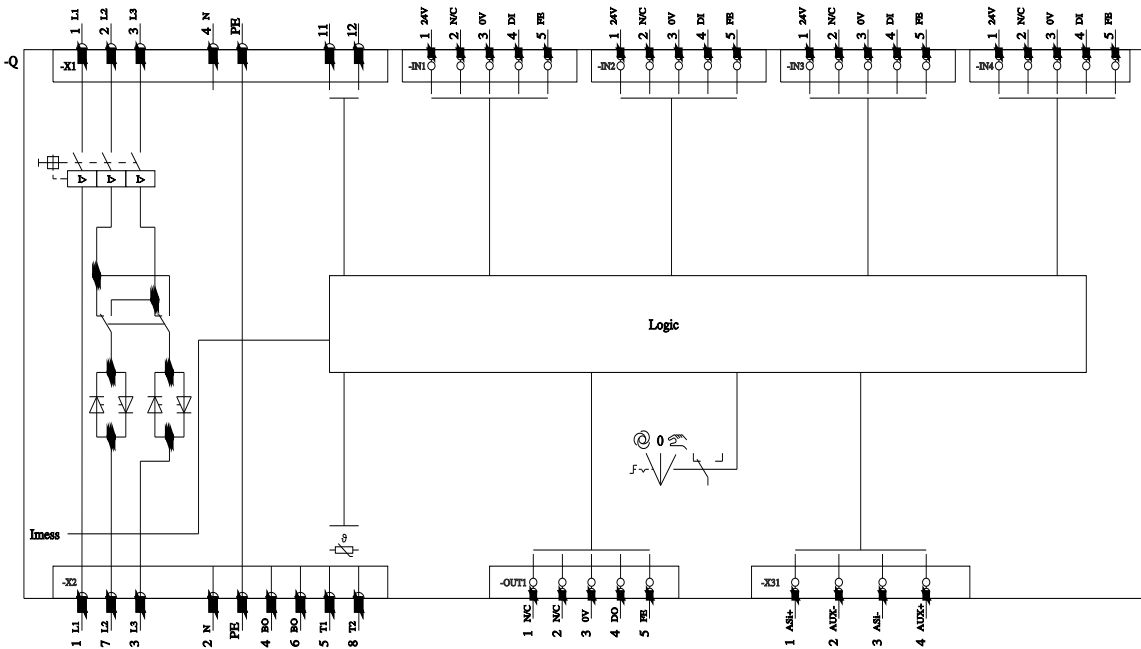 1 L1
2 L2
3 L3
4 N
PE
11
12
1 24V
2 N/C
3 0V
4 DI
5 FE
1 24V
2 N/C
3 0V
4 DI
5 FE
1 24V
2 N/C
3 0V
4 DI
5 FE
1 24V
2 N/C
3 0V
4 DI
5 FE
-Q
-X1
-IN1
-IN2
-IN3
-IN4
Logic
0
Imess
ϑ
-X2
-OUT1
-X31
1 L1
7 L2
3 L3
2 N
PE
4 BO
6 BO
5 T1
8 T2
1 N/C
2 N/C
3 0V
4 DO
5 FE
1 ASi+
2 AUX-
3 ASi-
4 AUX+